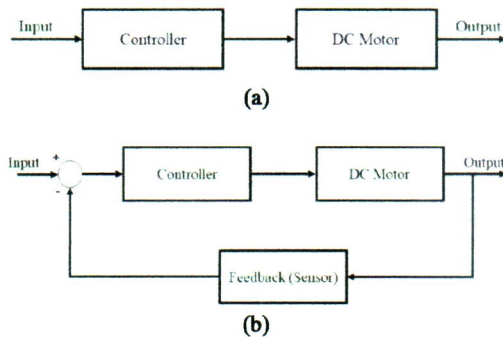 Input
Controller
DC Motor
Output
(a)
Input
+
-
Controller
DC Motor
Output
Feedback (Sensor)
(b)